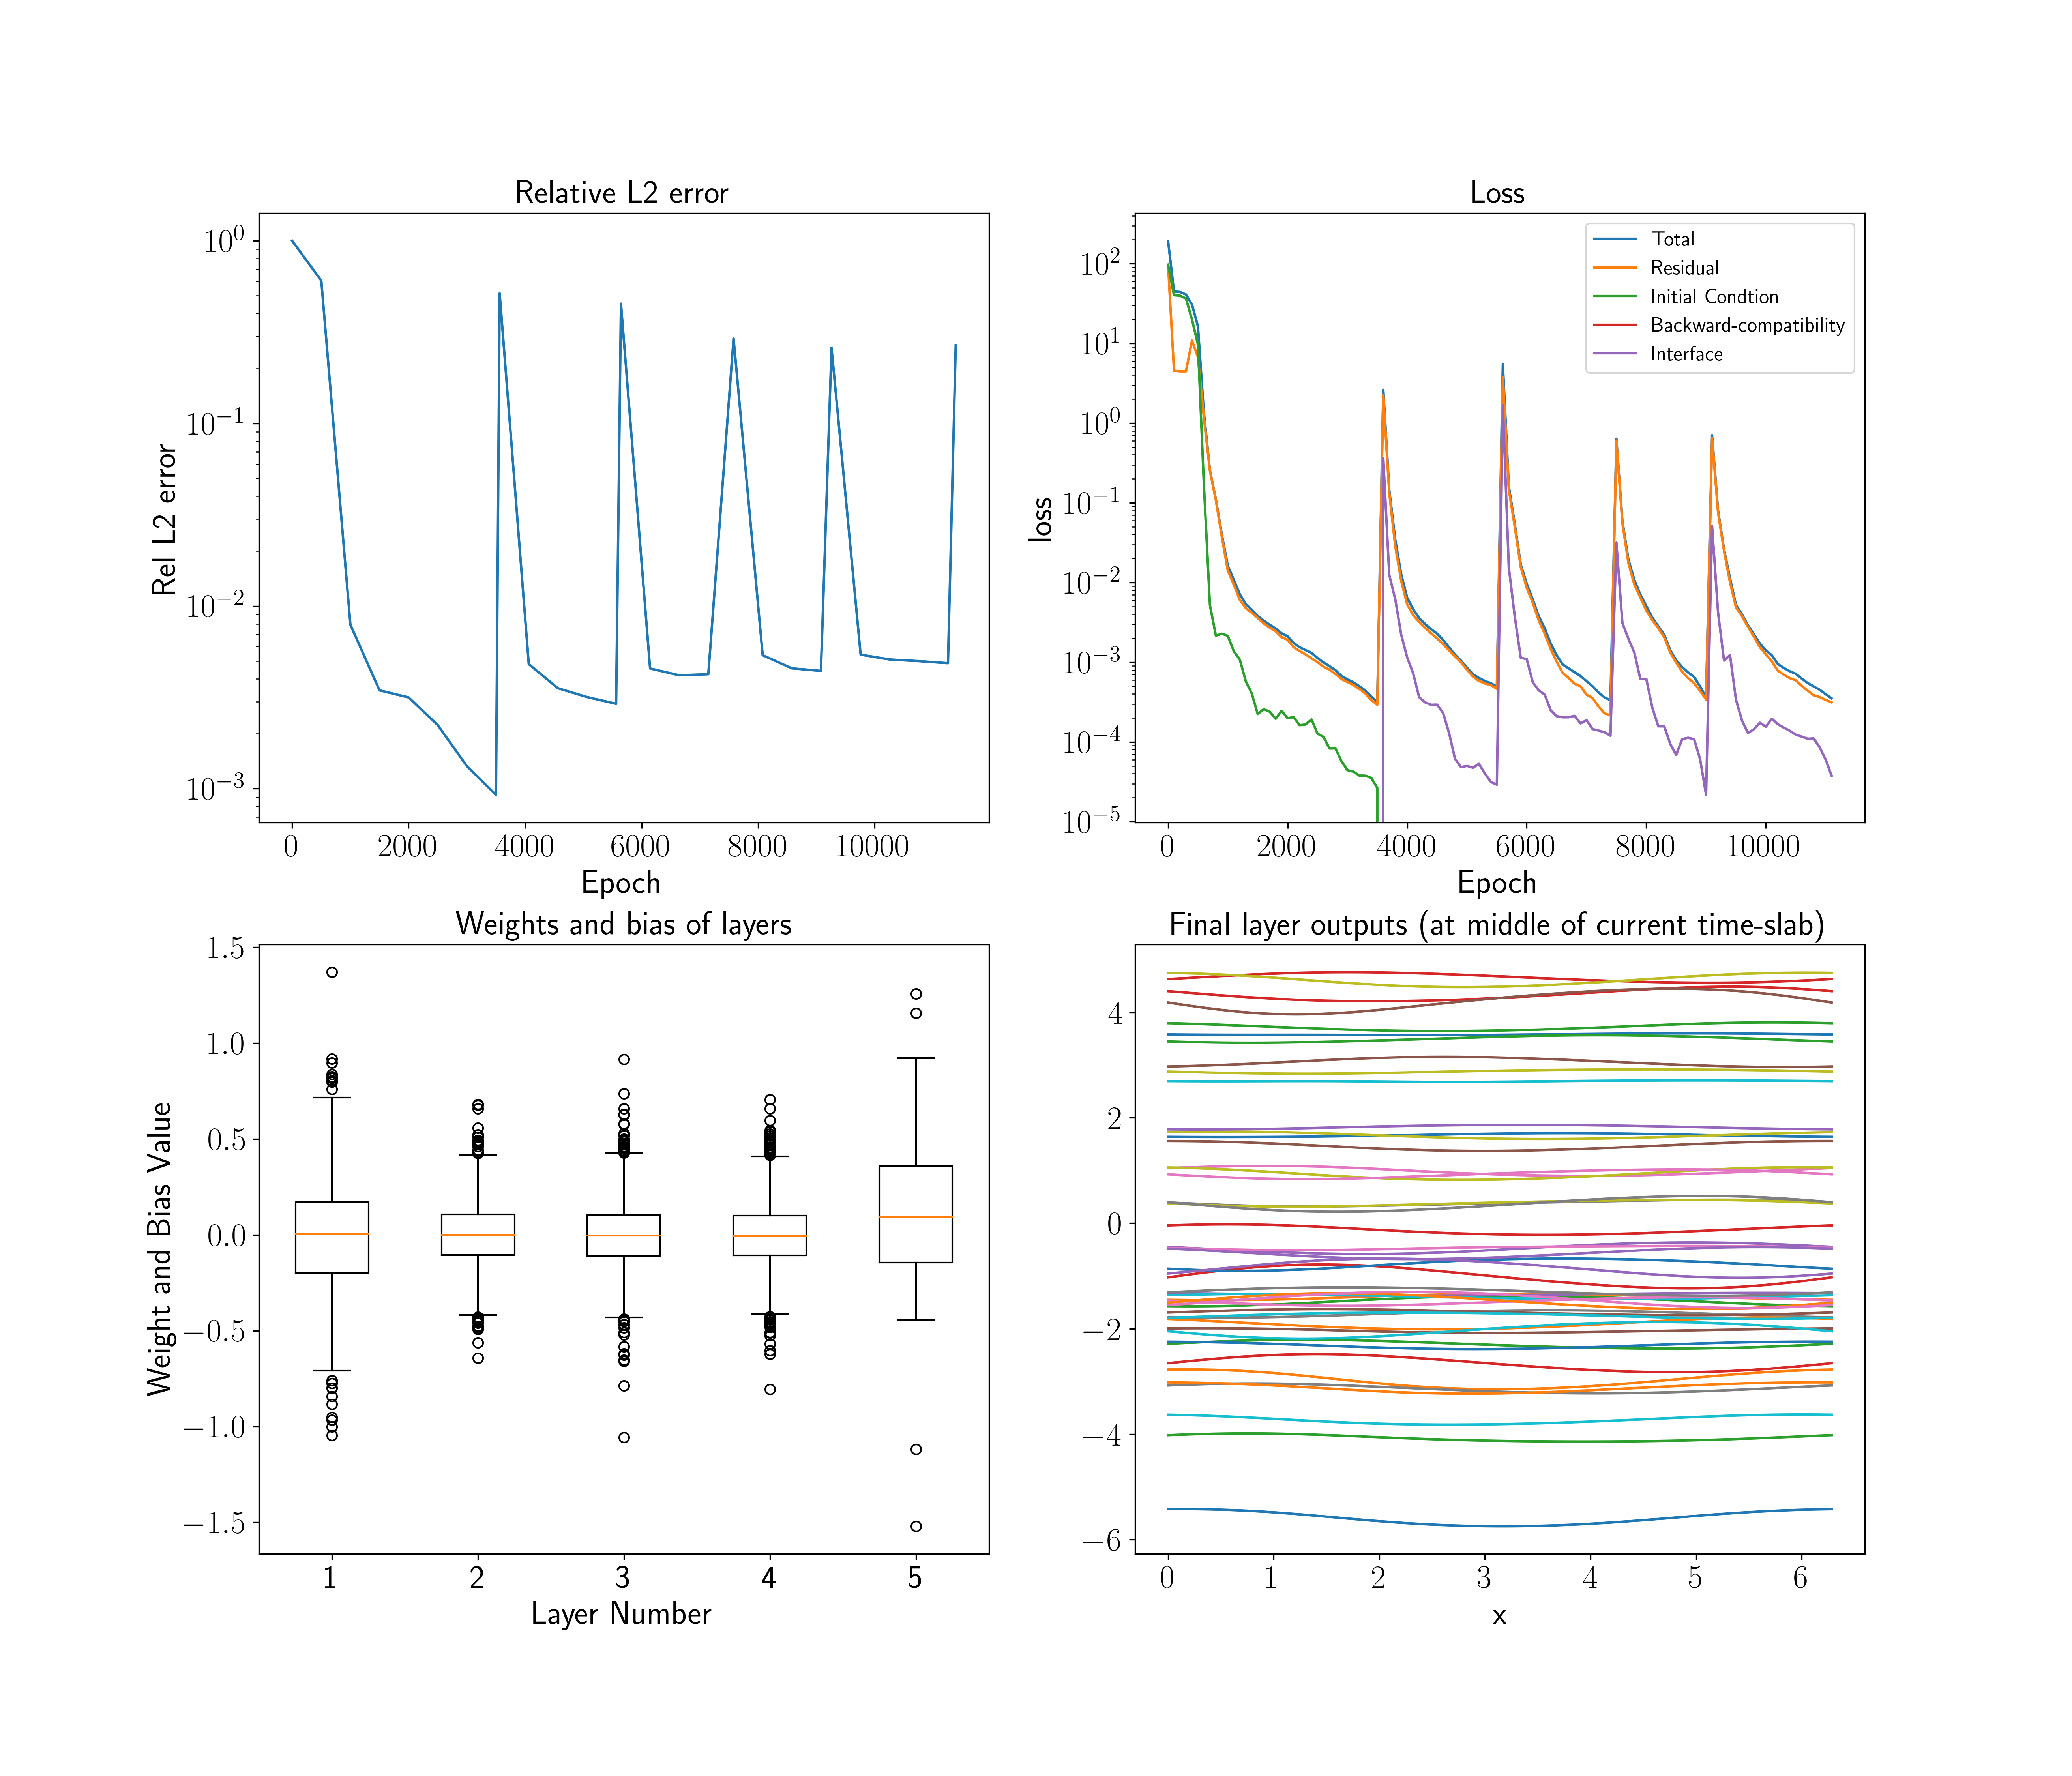 Relative L2 error
10^0
10^−1
10^−2
10^−3
Rel L2 error
0 2000 4000 6000 8000 10000
Epoch
Loss
10^2
10^1
10^0
10^−1
10^−2
10^−3
10^−4
10^−5
loss
Total
Residual
Initial Condtion
Backward-compatibility
Interface
0 2000 4000 6000 8000 10000
Epoch
Weights and bias of layers
1.5
1.0
0.5
0.0
−0.5
−1.0
−1.5
Weight and Bias Value
1 2 3 4 5
Layer Number
Final layer outputs (at middle of current time-slab)
4
2
0
−2
−4
−6
0 1 2 3 4 5 6
x